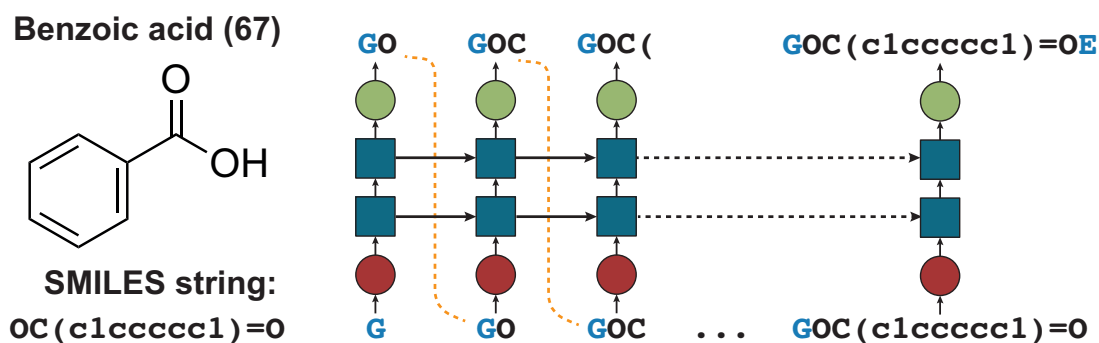 Benzoic acid (67)
O
OH
SMILES string:
OC(c1ccccc1)=O
GO GOC GOC( GOC(c1ccccc1)=OE
G GO GOC ... GOC(c1ccccc1)=O